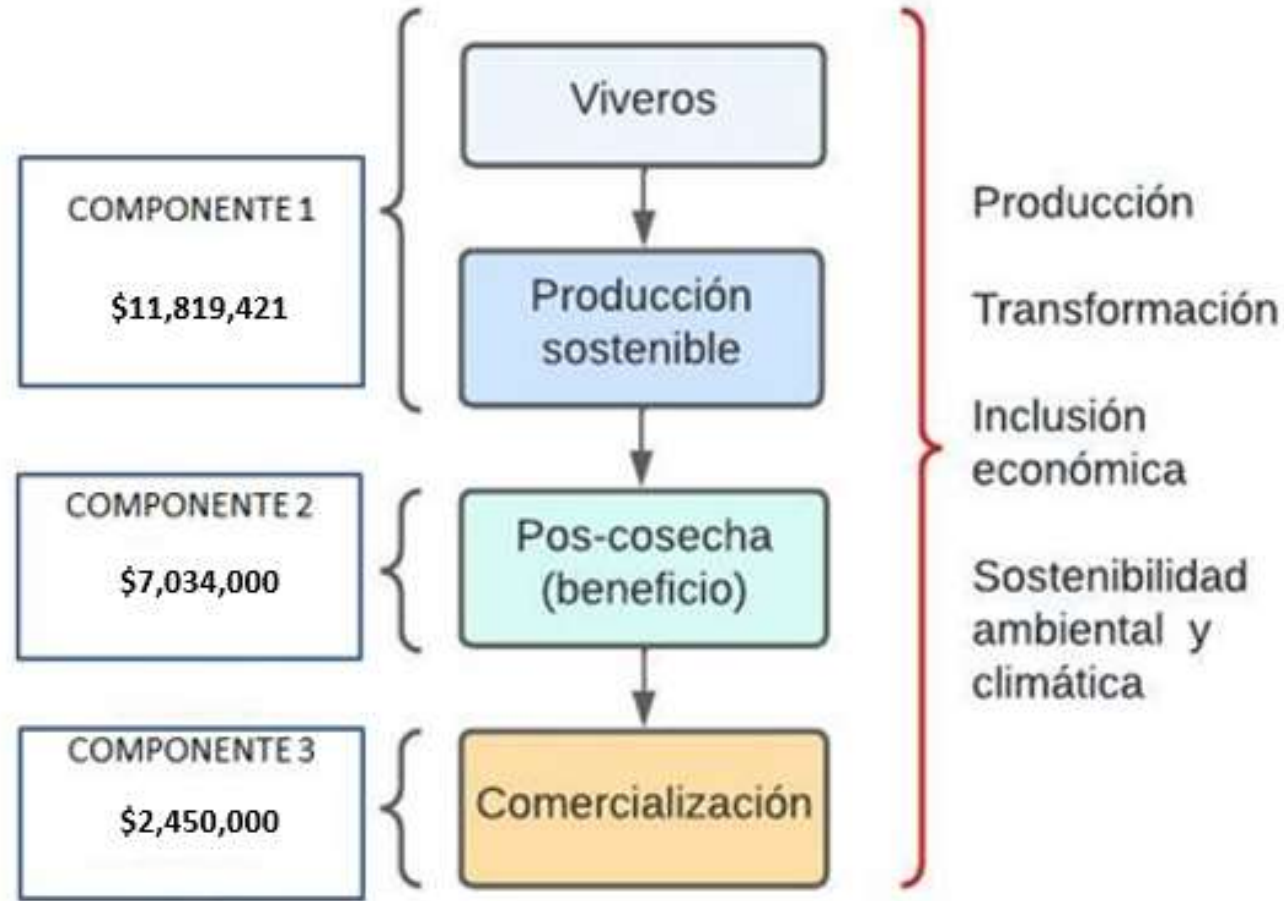 COMPONENTE 1
$11,819,421
COMPONENTE 2
$7,034,000
COMPONENTE 3
$2,450,000
Viveros
Producción
sostenible
Pos-cosecha
(beneficio)
Comercialización
Producción
Transformación
Inclusión
económica
Sostenibilidad
ambiental y
climática